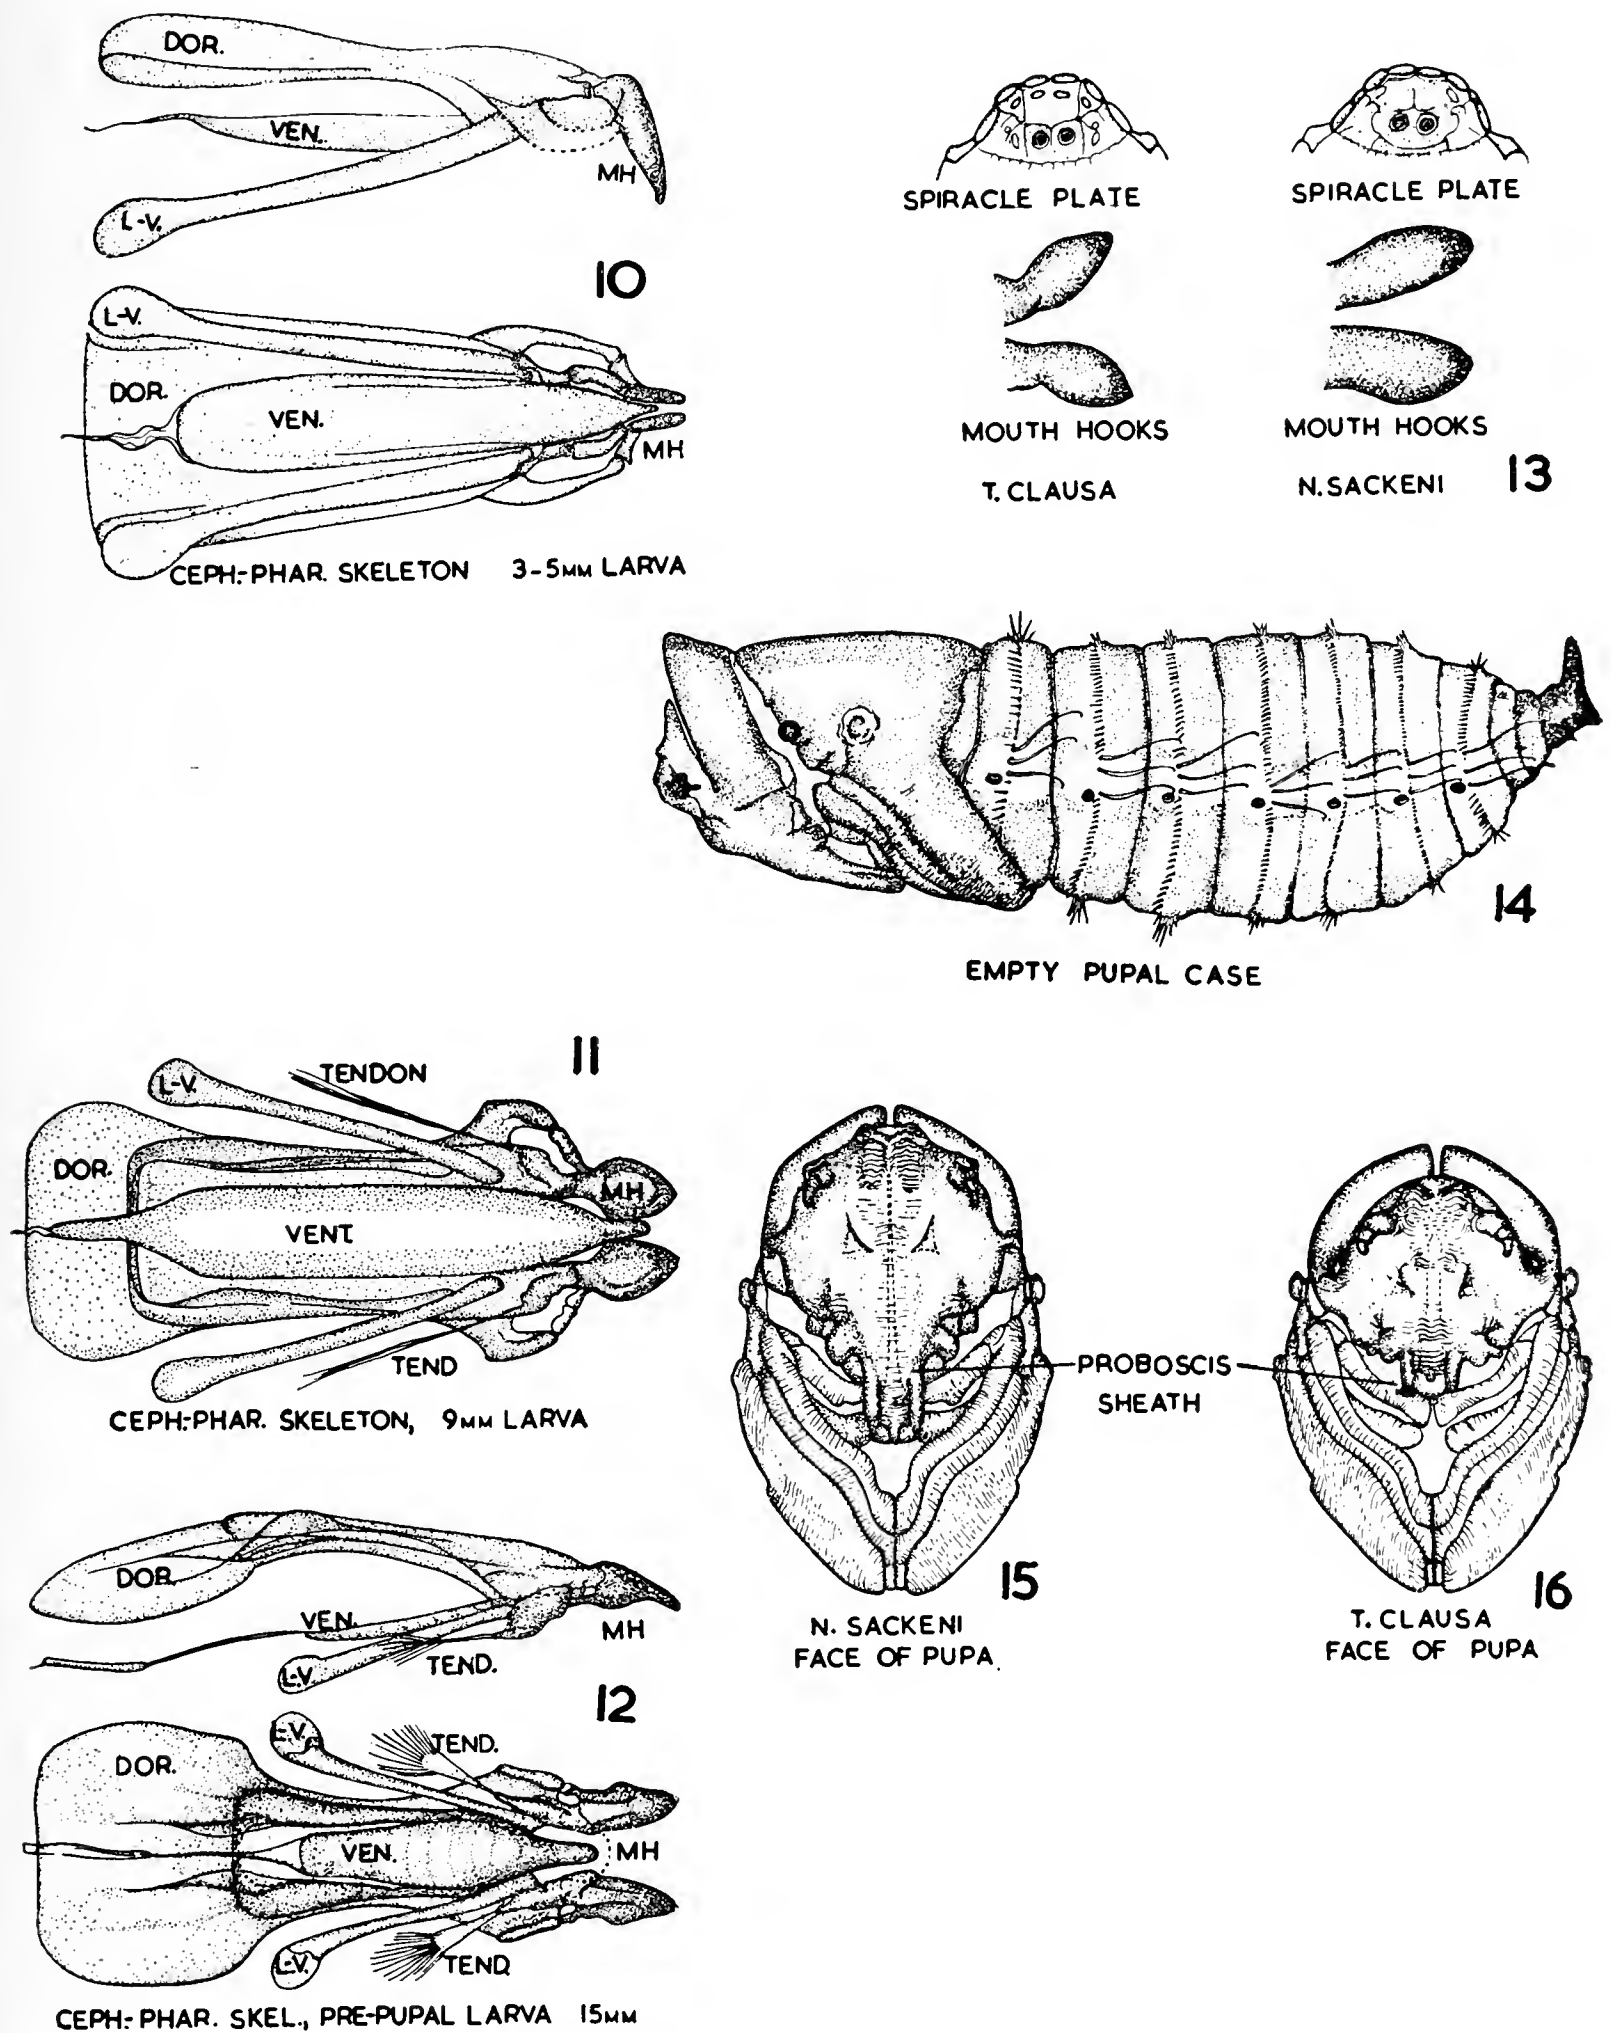 DOR.
VEN.
MH
L-V.
10
L-V.
DOR.
VEN.
MH
CEPH.-PHAR. SKELETON 3-5MM LARVA
SPIRACLE PLATE
SPIRACLE PLATE
MOUTH HOOKS
MOUTH HOOKS
T. CLAUSA
N. SACKENI
13
14
EMPTY PUPAL CASE
11
L-V.
TENDON
DOR.
MH
VENT.
TEND
CEPH.-PHAR. SKELETON, 9MM LARVA
DOR.
VEN.
MH
L-V.
TEND.
12
L-V.
TEND.
DOR.
VEN.
MH
L-V.
TEND
CEPH.-PHAR. SKEL., PRE-PUPAL LARVA 15MM
PROBOSCIS
SHEATH
15
N. SACKENI
FACE OF PUPA.
16
T. CLAUSA
FACE OF PUPA